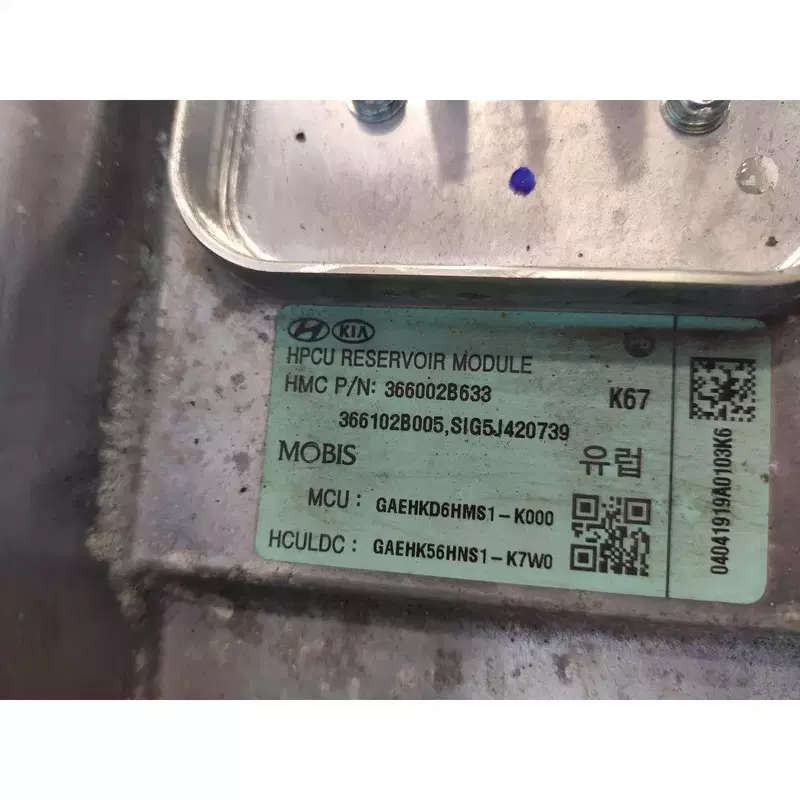 KIA
HPCU RESERVOIR MODULE
HMC P/N: 366002B633 K67
366102B005,SIG5J420739
MOBIS 유럽
MCU : GAEHKD6HMS1-K000
HCULDC : GAEHK56HNS1-K7W0
04041919A0103K6